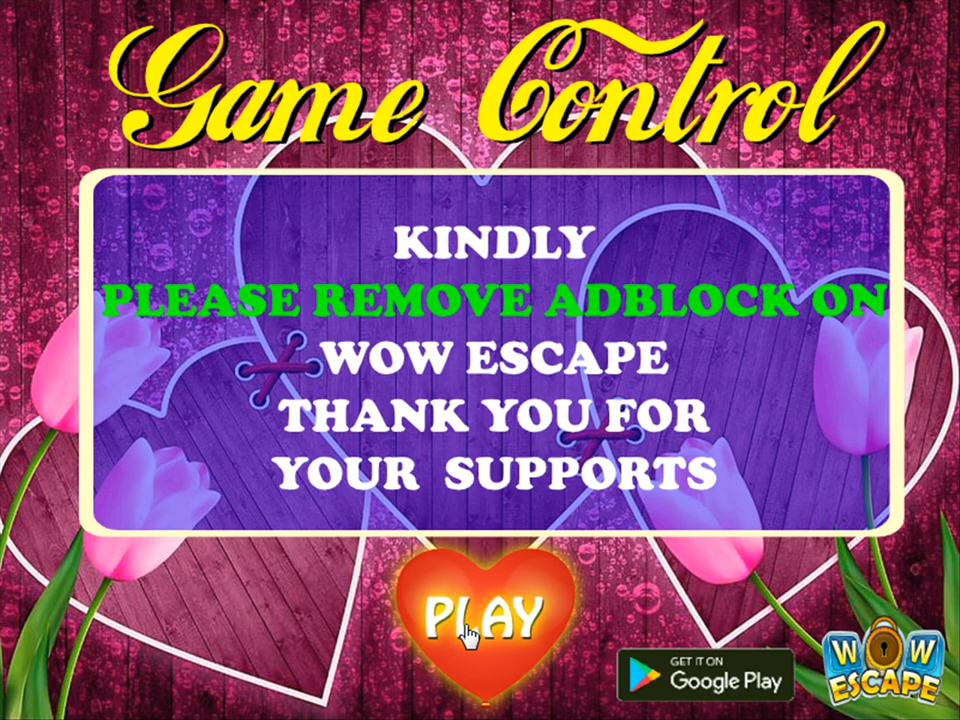 Game Control
KINDLY
PLEASE REMOVE ADBLOCK ON
WOW ESCAPE
THANK YOU FOR
YOUR SUPPORTS
PLAY
GET IT ON
Google Play
WOW
ESCAPE